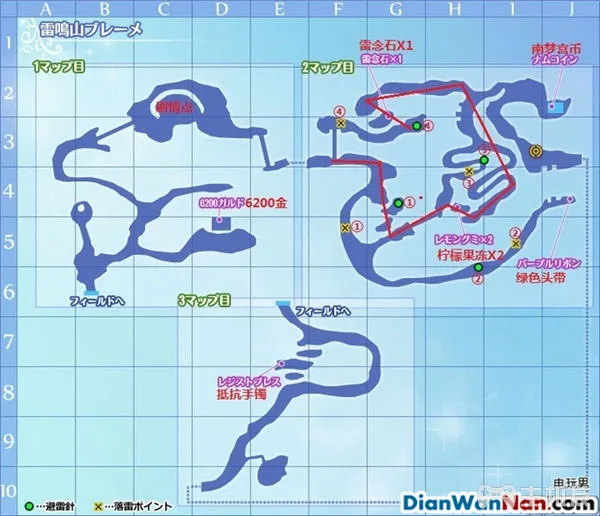 A B C D E F G H I J
雷鳴山ブレーメ
1
1マップ目
2マップ目
雷念石X1
雷念石×1
南梦宫币
ナムコイン
2
剧情点
④
④
3
③
③
4
6200ガルド
6200金
①
①
レモングミ×2
柠檬果冻X2
②
②
パープルリボン
绿色头带
5
6
フィールドへ
3マップ目
フィールドへ
7
レジストブレス
抵抗手镯
8
9
10
…避雷針
…落雷ポイント
电玩男
DianWanNan.com